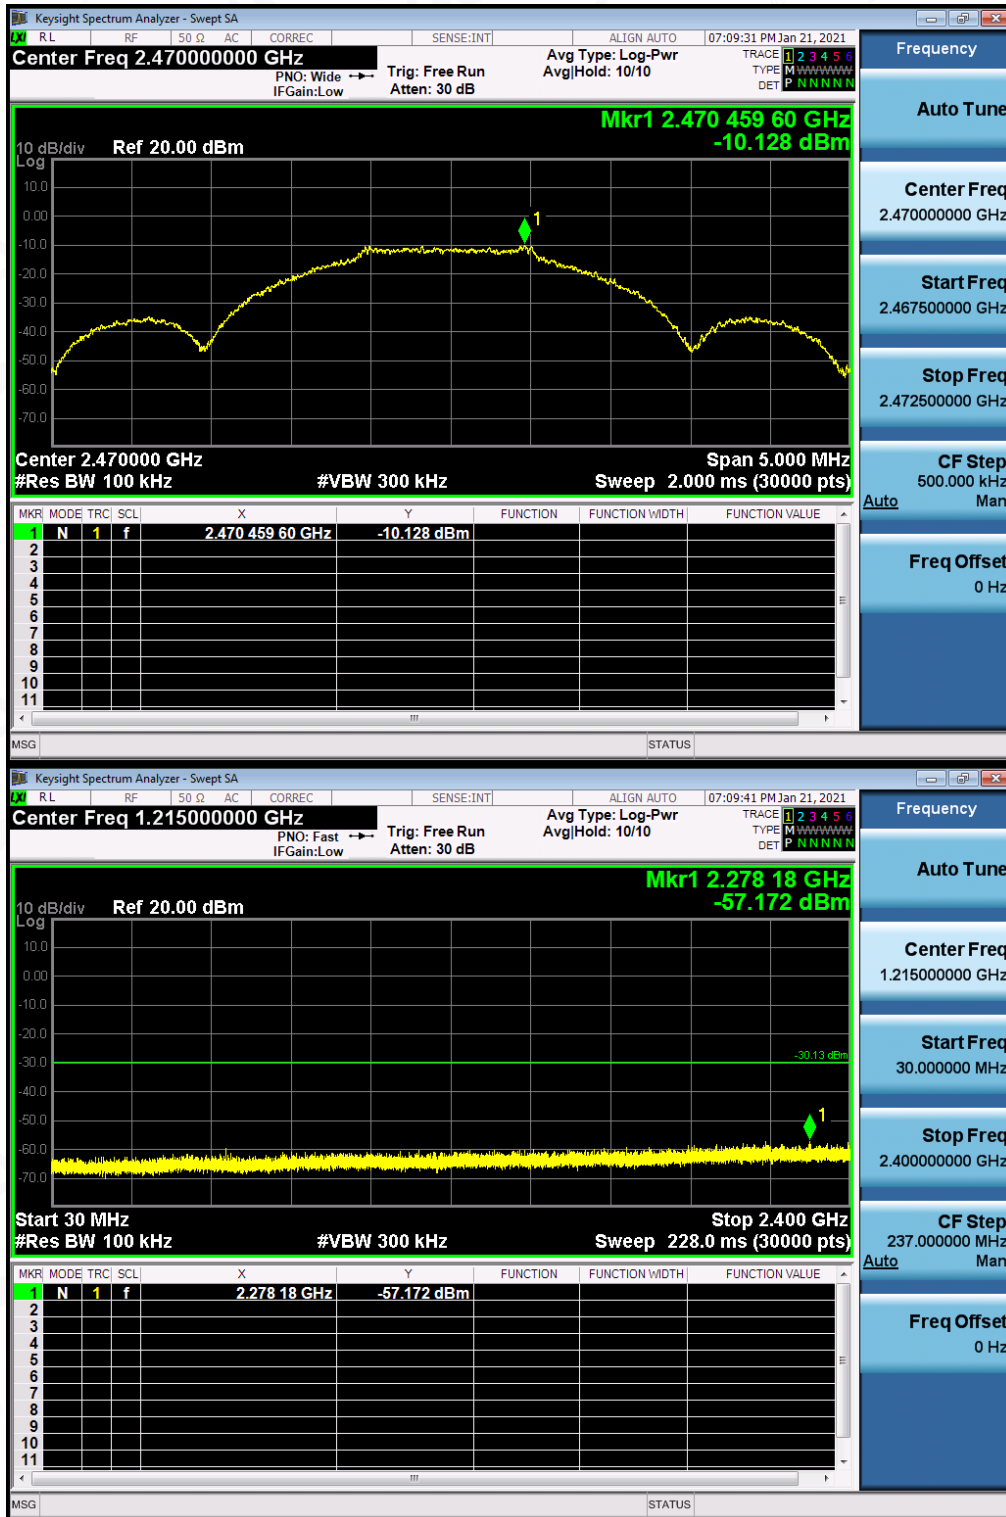 Keysight Spectrum Analyzer - Swept SA
LXI RL RF 50 Ω AC CORREC SENSE:INT ALIGN AUTO 07:09:31 PM Jan 21, 2021
Center Freq 2.470000000 GHz
PNO: Wide
IFGain:Low
Trig: Free Run
Atten: 30 dB
Avg Type: Log-Pwr
Avg|Hold: 10/10
TRACE 1 2 3 4 5 6
TYPE M WWWWW
DET P N N N N N
Mkr1 2.470 459 60 GHz
-10.128 dBm
10 dB/div Ref 20.00 dBm
Log
10.0
0.00
-10.0
-20.0
-30.0
-40.0
-50.0
-60.0
-70.0
1
Center 2.470000 GHz Span 5.000 MHz
#Res BW 100 kHz #VBW 300 kHz Sweep 2.000 ms (30000 pts)
MKR MODE TRC SCL X Y FUNCTION FUNCTION WIDTH FUNCTION VALUE
1 N 1 f 2.470 459 60 GHz -10.128 dBm
2
3
4
5
6
7
8
9
10
11
MSG STATUS
Frequency
Auto Tune
Center Freq
2.470000000 GHz
Start Freq
2.467500000 GHz
Stop Freq
2.472500000 GHz
CF Step
500.000 kHz
Auto Man
Freq Offset
0 Hz
Keysight Spectrum Analyzer - Swept SA
LXI RL RF 50 Ω AC CORREC SENSE:INT ALIGN AUTO 07:09:41 PM Jan 21, 2021
Center Freq 1.215000000 GHz
PNO: Fast
IFGain:Low
Trig: Free Run
Atten: 30 dB
Avg Type: Log-Pwr
Avg|Hold: 10/10
TRACE 1 2 3 4 5 6
TYPE M WWWWW
DET P N N N N N
Mkr1 2.278 18 GHz
-57.172 dBm
10 dB/div Ref 20.00 dBm
Log
10.0
0.00
-10.0
-20.0
-30.0
-40.0
-50.0
-60.0
-70.0
-30.13 dBm
1
Start 30 MHz Stop 2.400 GHz
#Res BW 100 kHz #VBW 300 kHz Sweep 228.0 ms (30000 pts)
MKR MODE TRC SCL X Y FUNCTION FUNCTION WIDTH FUNCTION VALUE
1 N 1 f 2.278 18 GHz -57.172 dBm
2
3
4
5
6
7
8
9
10
11
MSG STATUS
Frequency
Auto Tune
Center Freq
1.215000000 GHz
Start Freq
30.000000 MHz
Stop Freq
2.400000000 GHz
CF Step
237.000000 MHz
Auto Man
Freq Offset
0 Hz